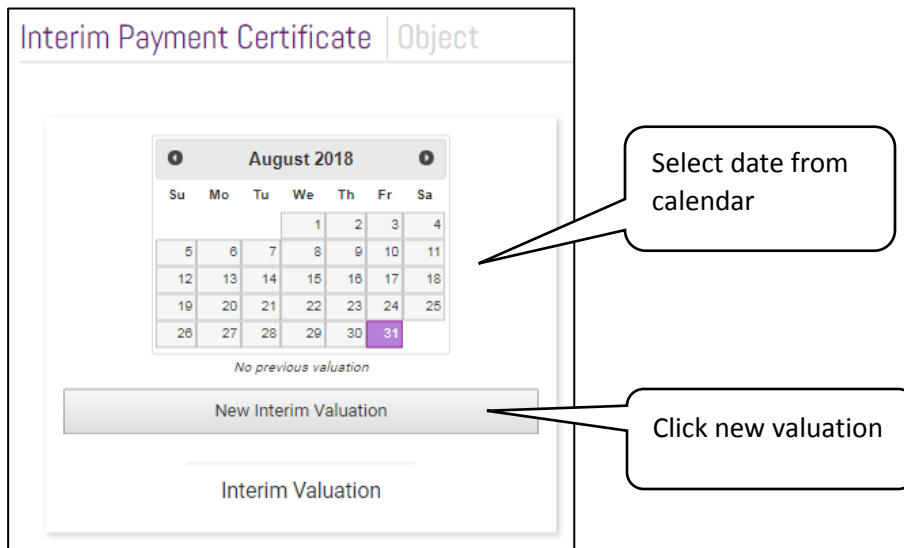 Interim Payment Certificate Object
August 2018
Su Mo Tu We Th Fr Sa
1 2 3 4
5 6 7 8 9 10 11
12 13 14 15 16 17 18
19 20 21 22 23 24 25
26 27 28 29 30 31
No previous valuation
New Interim Valuation
Interim Valuation
Select date from
calendar
Click new valuation